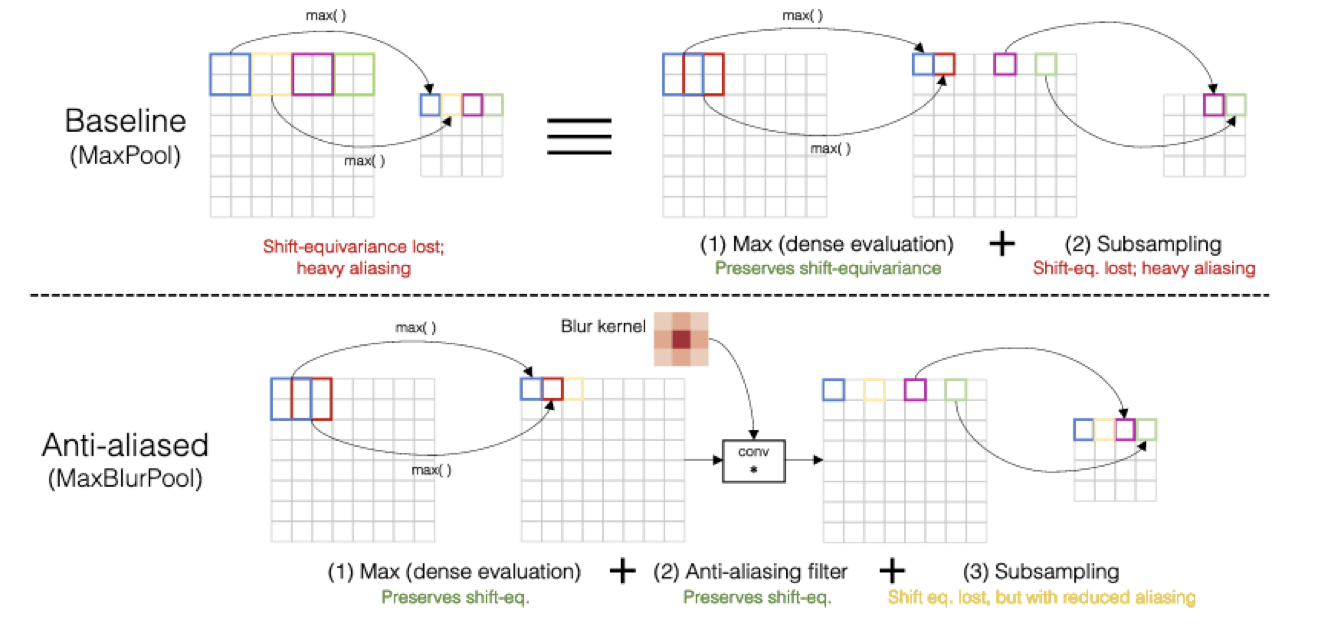 max( )
max( )
Baseline
(MaxPool)
max( )
max( )
Shift-equivariance lost;
heavy aliasing
(1) Max (dense evaluation)
Preserves shift-equivariance
+
(2) Subsampling
Shift-eq. lost; heavy aliasing
max( )
Blur kernel
Anti-aliased
(MaxBlurPool)
conv
*
max( )
(1) Max (dense evaluation)
Preserves shift-eq.
+
(2) Anti-aliasing filter
Preserves shift-eq.
+
(3) Subsampling
Shift eq. lost, but with reduced aliasing